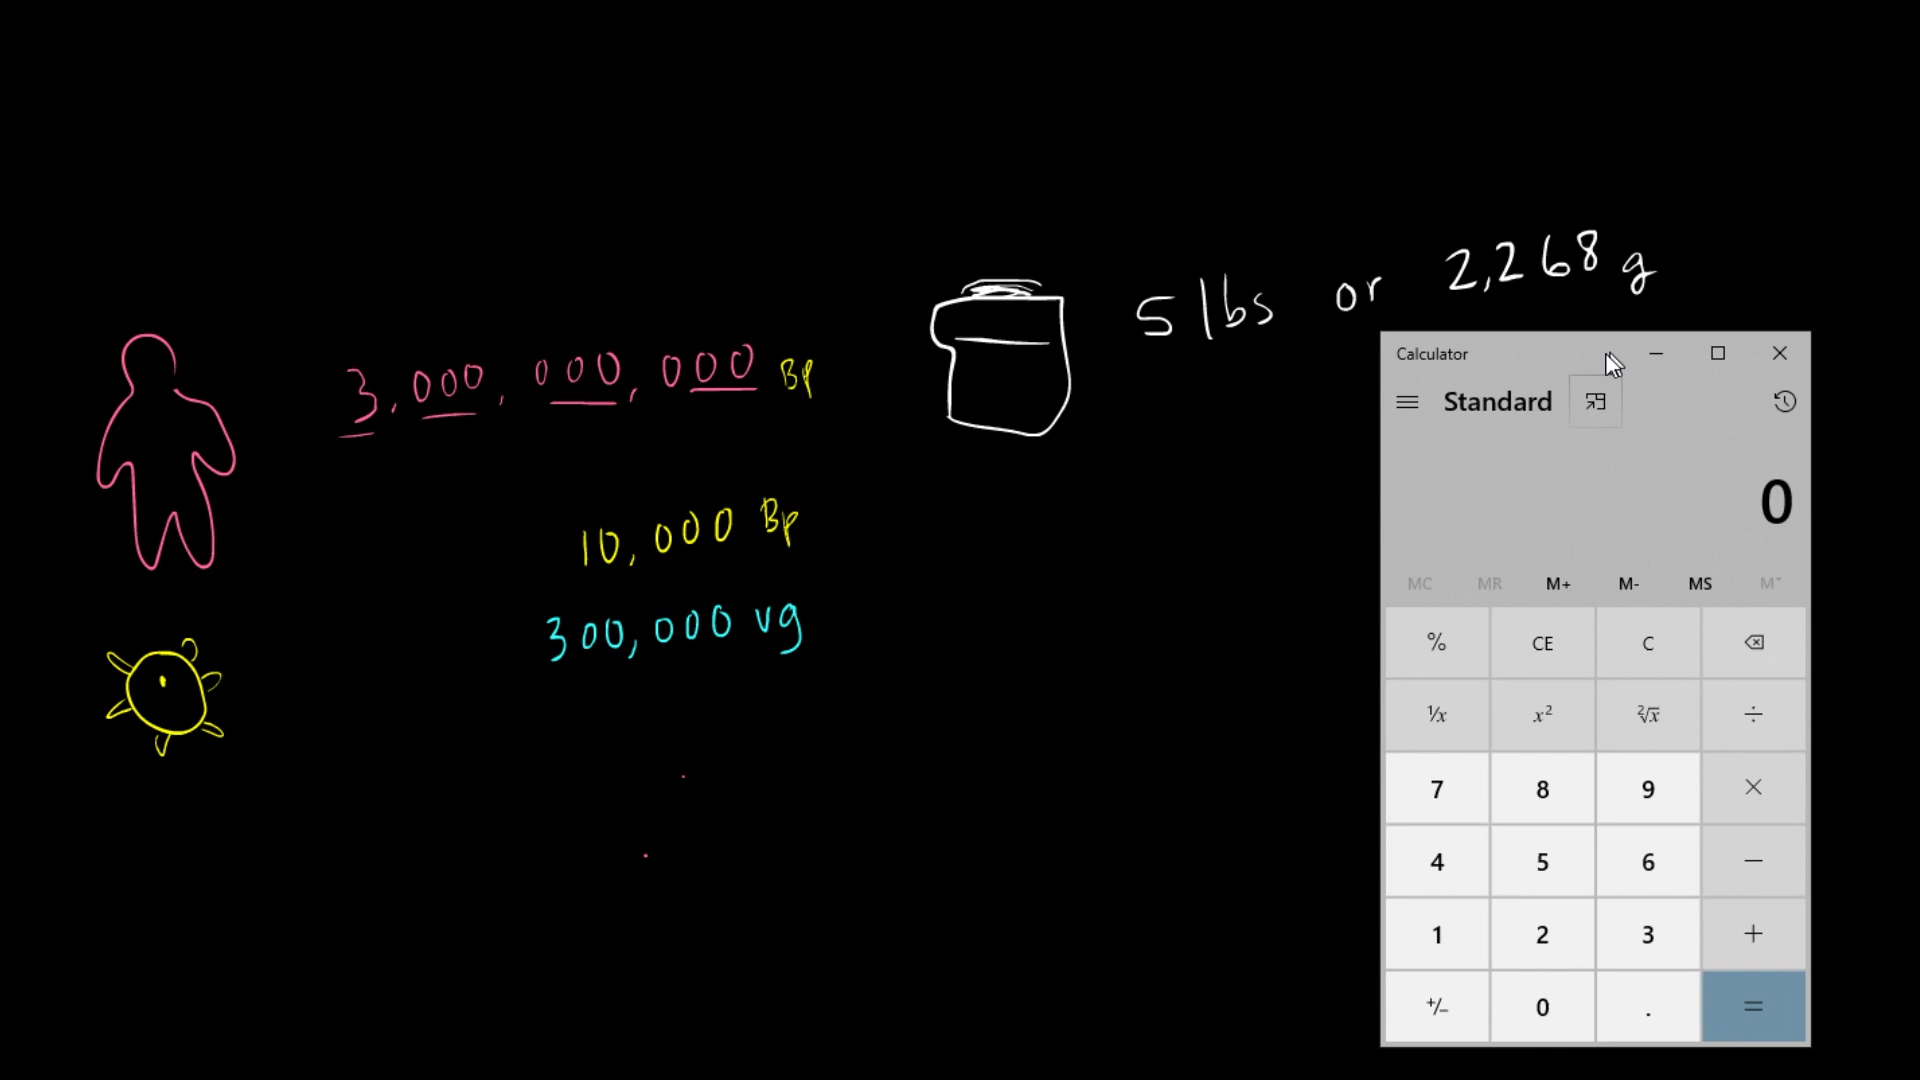 5 lbs or 2,268 g
3,000,000,000 Bp
10,000 Bp
300,000 vg
Calculator
Standard
0
MC MR M+ M- MS M˅
% CE C
¹/x x² ²√x ÷
7 8 9 ×
4 5 6 −
1 2 3 +
+/− 0 . =